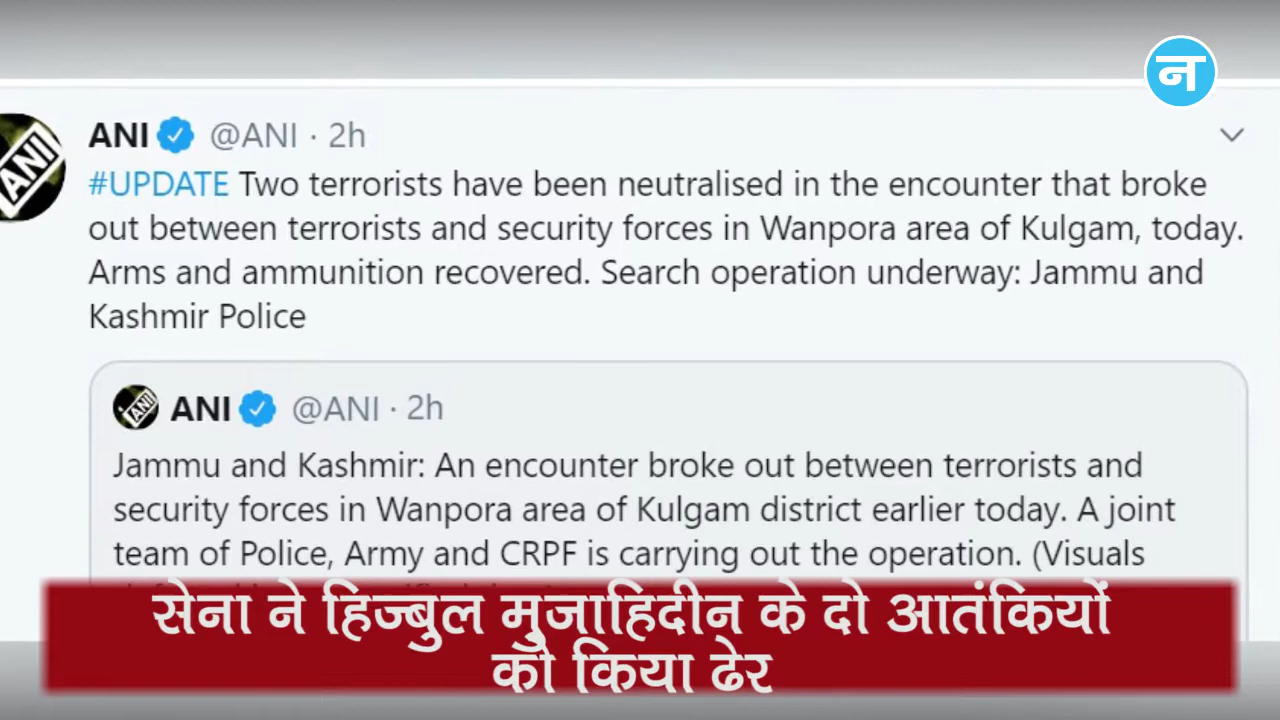 न
ANI @ANI · 2h
#UPDATE Two terrorists have been neutralised in the encounter that broke
out between terrorists and security forces in Wanpora area of Kulgam, today.
Arms and ammunition recovered. Search operation underway: Jammu and
Kashmir Police
ANI
ANI @ANI · 2h
Jammu and Kashmir: An encounter broke out between terrorists and
security forces in Wanpora area of Kulgam district earlier today. A joint
team of Police, Army and CRPF is carrying out the operation. (Visuals
सेना ने हिज्बुल मुजाहिदीन के दो आतंकियों
को किया ढेर